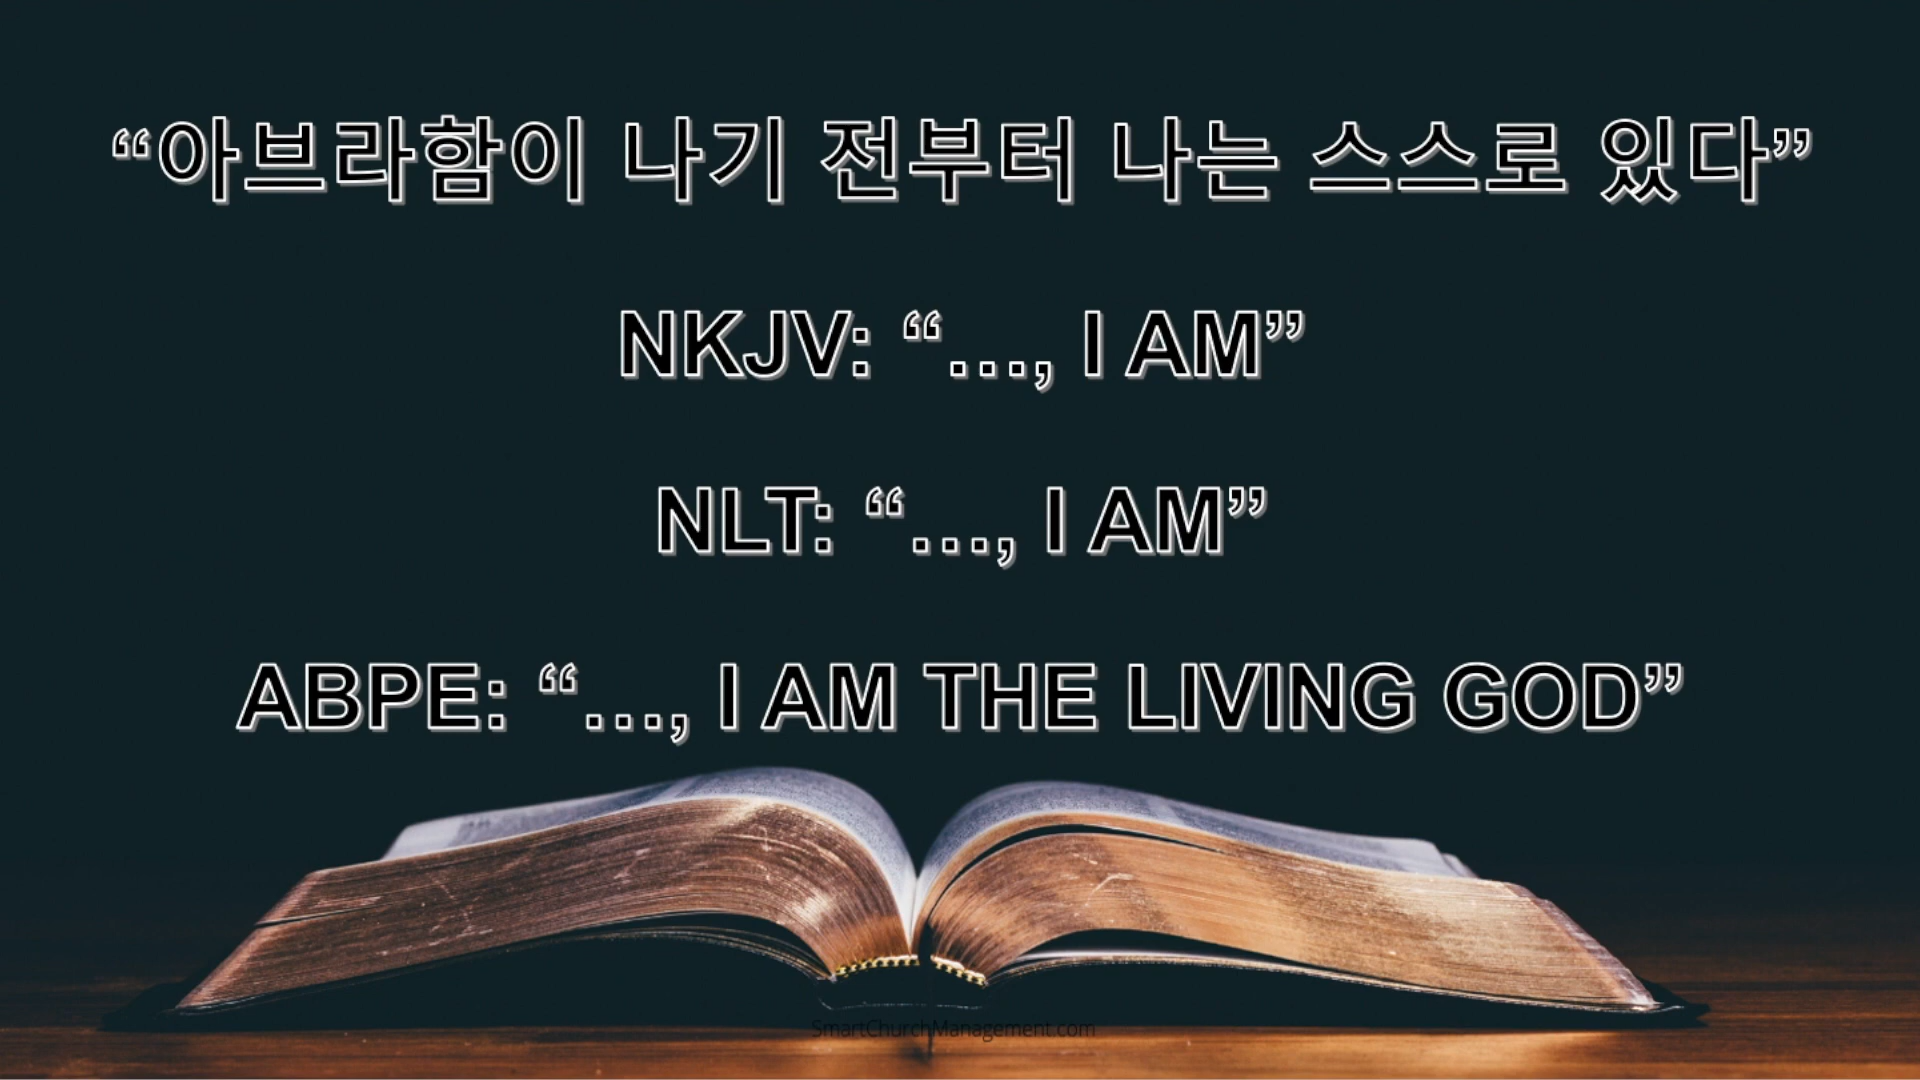 “아브라함이 나기 전부터 나는 스스로 있다”
NKJV: “…, I AM”
NLT: “…, I AM”
ABPE: “…, I AM THE LIVING GOD”
SmartChurchManagement.com